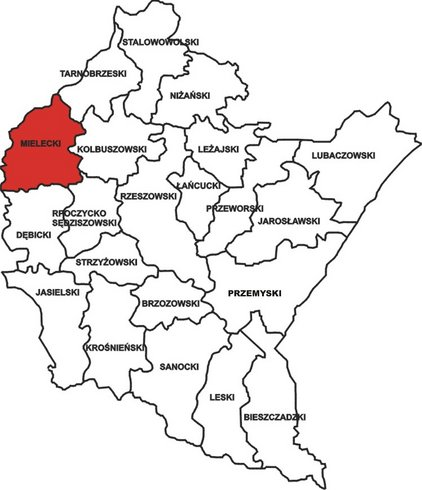 STALOWOWOLSKI
TARNOBRZESKI
NIŻAŃSKI
MIELECKI
KOLBUSZOWSKI
LEŻAJSKI
LUBACZOWSKI
ŁAŃCUCKI
RZESZOWSKI
PRZEWORSKI
RPOCZYCKO
SĘDZISZOWSKI
JAROSŁAWSKI
DĘBICKI
STRZYŻOWSKI
JASIELSKI
PRZEMYSKI
BRZOZOWSKI
KROŚNIEŃSKI
SANOCKI
LESKI
BIESZCZADZKI